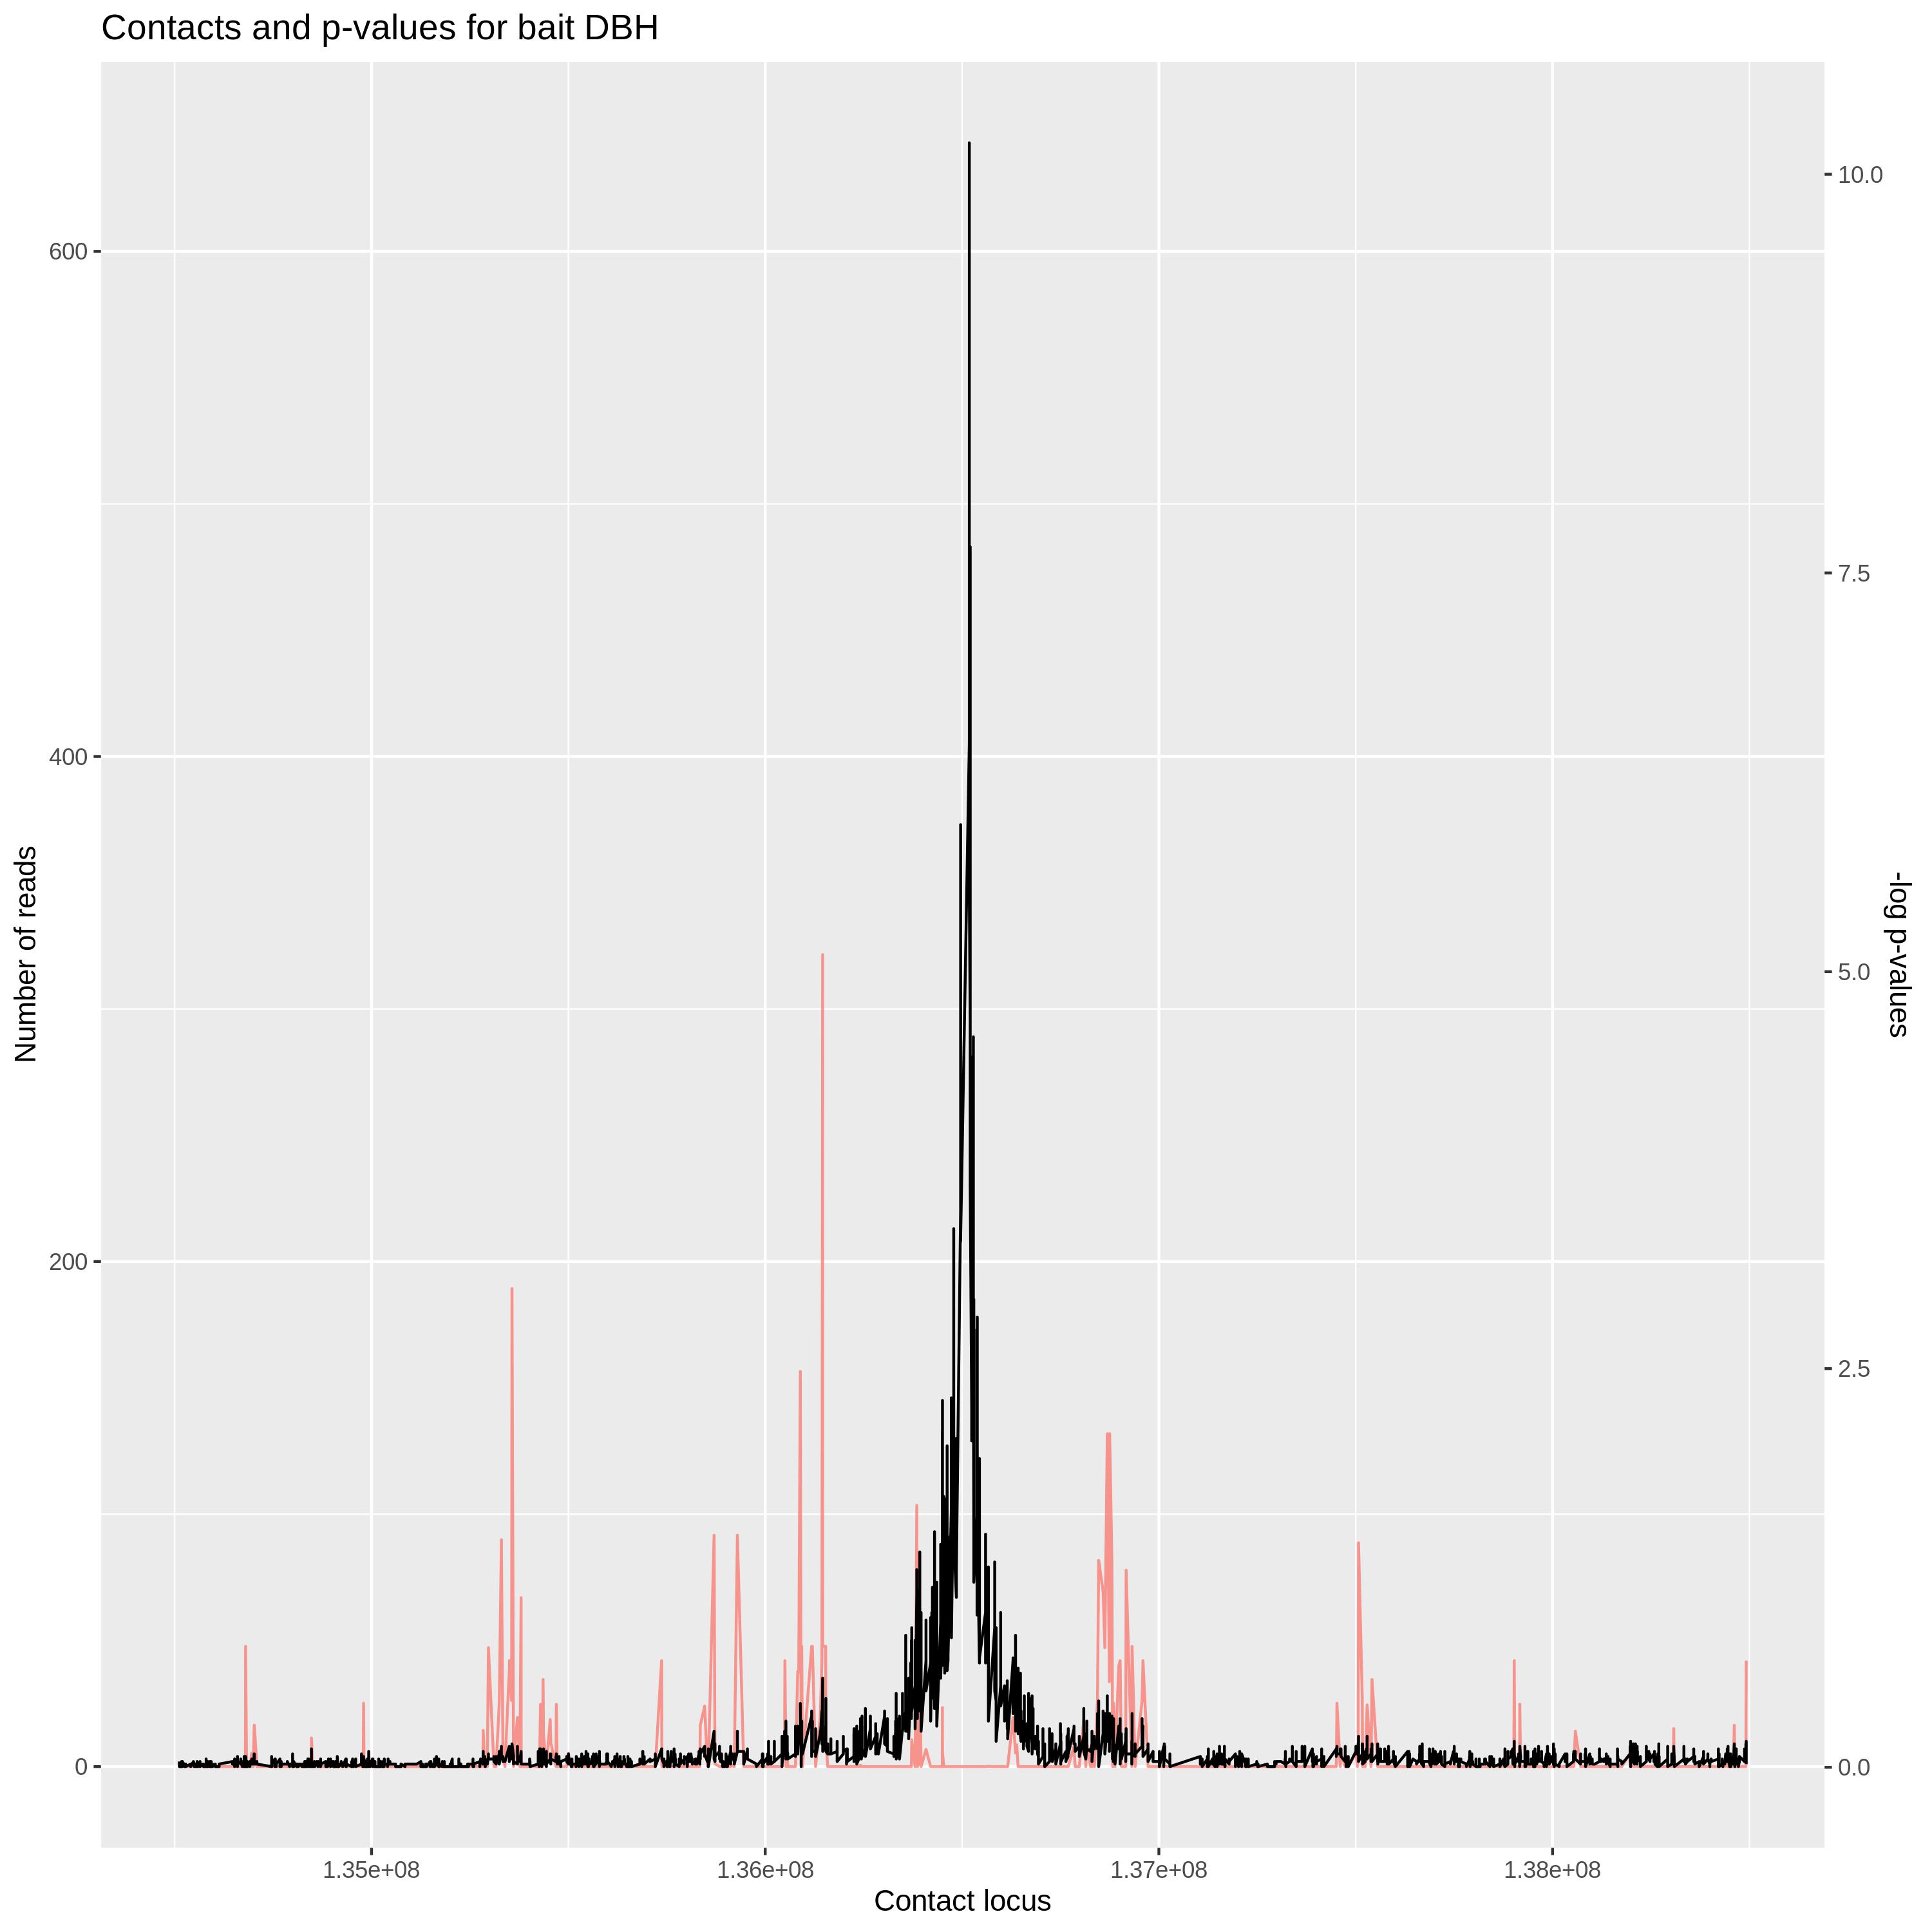 Contacts and p-values for bait DBH
600
400
200
0
10.0
7.5
5.0
2.5
0.0
Number of reads
-log p-values
1.35e+08
1.36e+08
1.37e+08
1.38e+08
Contact locus